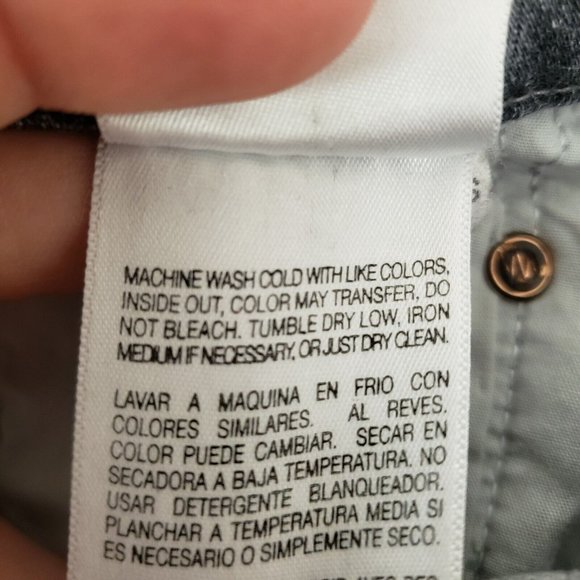 MACHINE WASH COLD WITH LIKE COLORS,
INSIDE OUT, COLOR MAY TRANSFER, DO
NOT BLEACH. TUMBLE DRY LOW, IRON
MEDIUM IF NECESSARY, OR JUST DRY CLEAN.
LAVAR A MAQUINA EN FRIO CON
COLORES SIMILARES. AL REVES.
COLOR PUEDE CAMBIAR. SECAR EN
SECADORA A BAJA TEMPERATURA. NO
USAR DETERGENTE BLANQUEADOR.
PLANCHAR A TEMPERATURA MEDIA SI
ES NECESARIO O SIMPLEMENTE SECO.